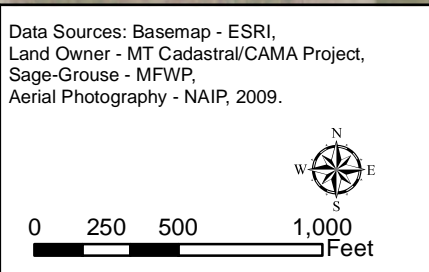 Data Sources: Basemap - ESRI,
Land Owner - MT Cadastral/CAMA Project,
Sage-Grouse - MFWP,
Aerial Photography - NAIP, 2009.
N
W E
S
0 250 500 1,000
Feet